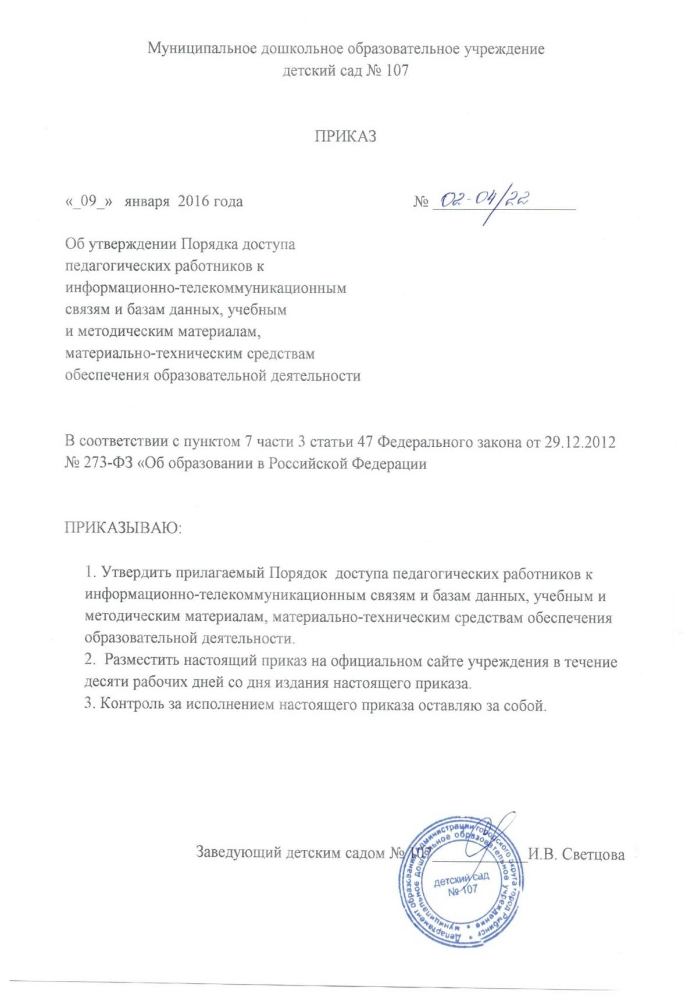 Муниципальное дошкольное образовательное учреждение
детский сад № 107
ПРИКАЗ
«_09_» января 2016 года № 02-04/22
Об утверждении Порядка доступа
педагогических работников к
информационно-телекоммуникационным
связям и базам данных, учебным
и методическим материалам,
материально-техническим средствам
обеспечения образовательной деятельности
В соответствии с пунктом 7 части 3 статьи 47 Федерального закона от 29.12.2012
№ 273-ФЗ «Об образовании в Российской Федерации
ПРИКАЗЫВАЮ:
1. Утвердить прилагаемый Порядок доступа педагогических работников к
информационно-телекоммуникационным связям и базам данных, учебным и
методическим материалам, материально-техническим средствам обеспечения
образовательной деятельности.
2. Разместить настоящий приказ на официальном сайте учреждения в течение
десяти рабочих дней со дня издания настоящего приказа.
3. Контроль за исполнением настоящего приказа оставляю за собой.
Заведующий детским садом № 107 ____________И.В. Светцова
Департамент образования Администрации городского округа город Рыбинск *
муниципальное дошкольное образовательное учреждение *
детский сад
№ 107